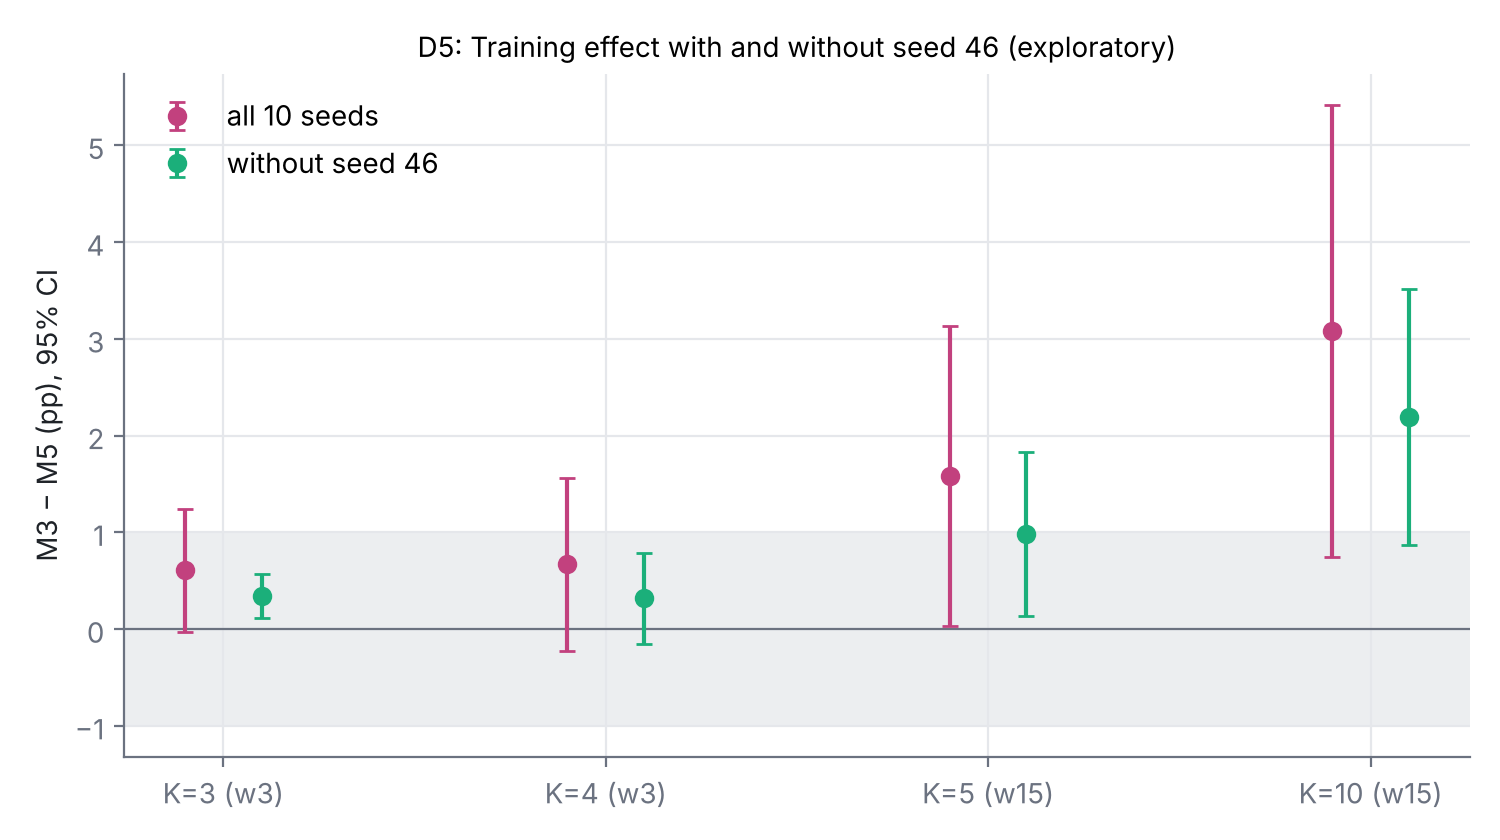 D5: Training effect with and without seed 46 (exploratory)
all 10 seeds
without seed 46
M3 − M5 (pp), 95% CI
5
4
3
2
1
0
−1
K=3 (w3)
K=4 (w3)
K=5 (w15)
K=10 (w15)